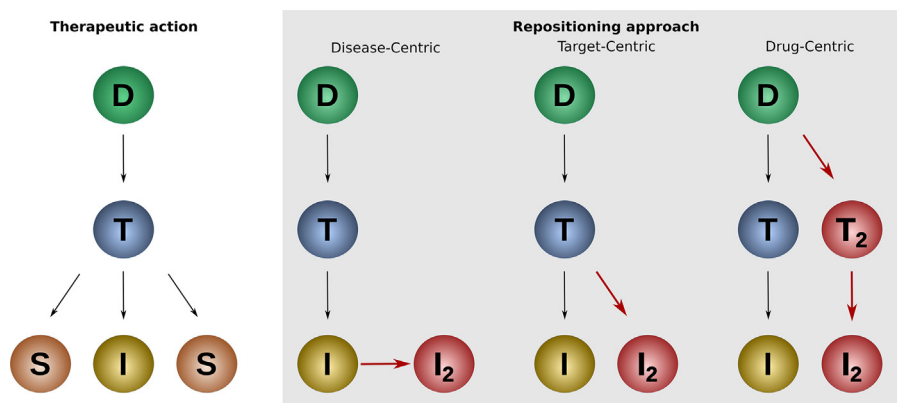 Therapeutic action
Repositioning approach
Disease-Centric Target-Centric Drug-Centric
D D D D
T T T T T2
S I S I I2 I I2 I I2